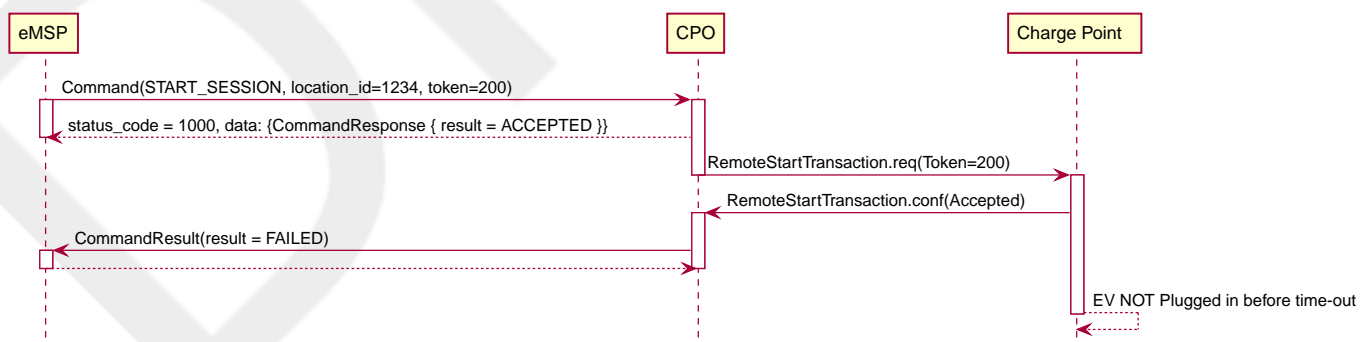 eMSP
CPO
Charge Point
Command(START_SESSION, location_id=1234, token=200)
status_code = 1000, data: {CommandResponse { result = ACCEPTED }}
RemoteStartTransaction.req(Token=200)
RemoteStartTransaction.conf(Accepted)
CommandResult(result = FAILED)
EV NOT Plugged in before time-out